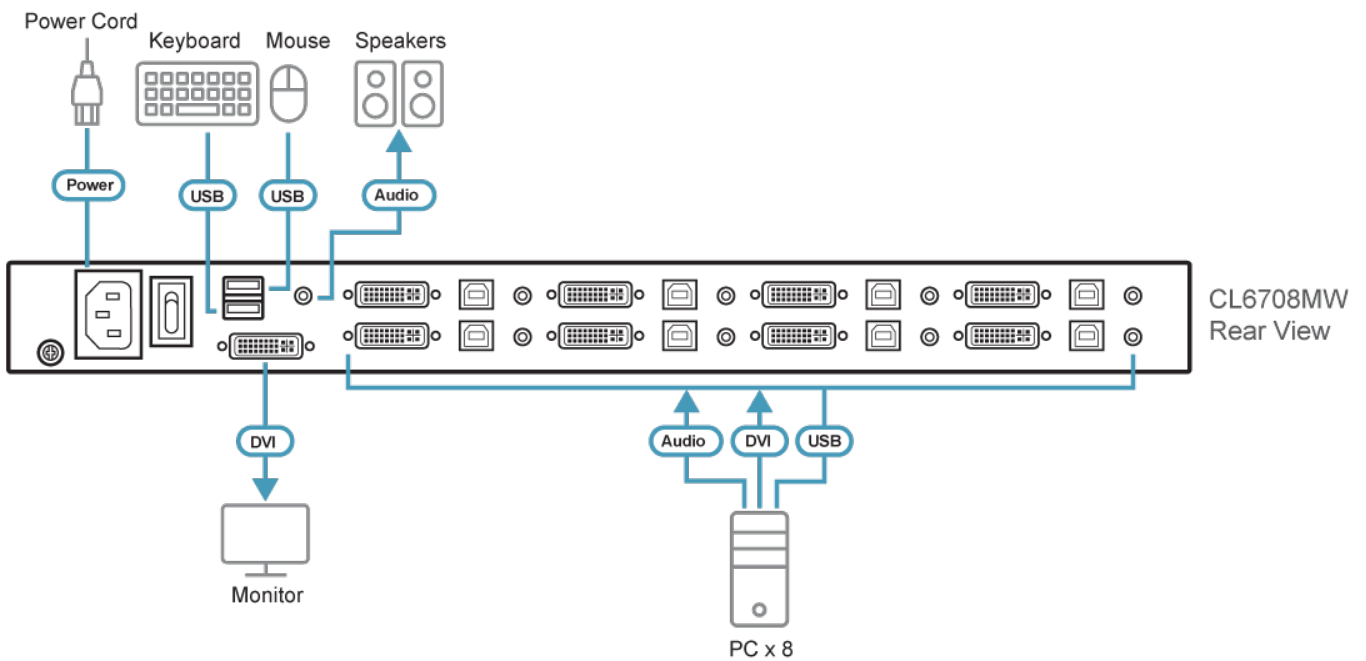 Power Cord
Keyboard
Mouse
Speakers
Power
USB
USB
Audio
CL6708MW
Rear View
DVI
Audio
DVI
USB
Monitor
PC x 8